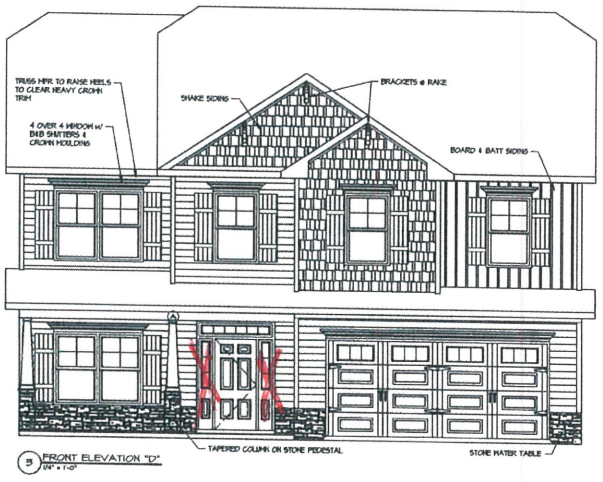 TRUSS MFR TO RAISE HEELS
TO CLEAR HEAVY CROWN
TRIM
SHAKE SIDING
BRACKETS @ RAKE
4 OVER 4 WINDOW W/
B&B SHUTTERS &
CROWN MOULDING
BOARD & BATT SIDING
A
TAPERED COLUMN ON STONE PEDESTAL
STONE WATER TABLE
3 FRONT ELEVATION "D"
1/4" = 1'-0"